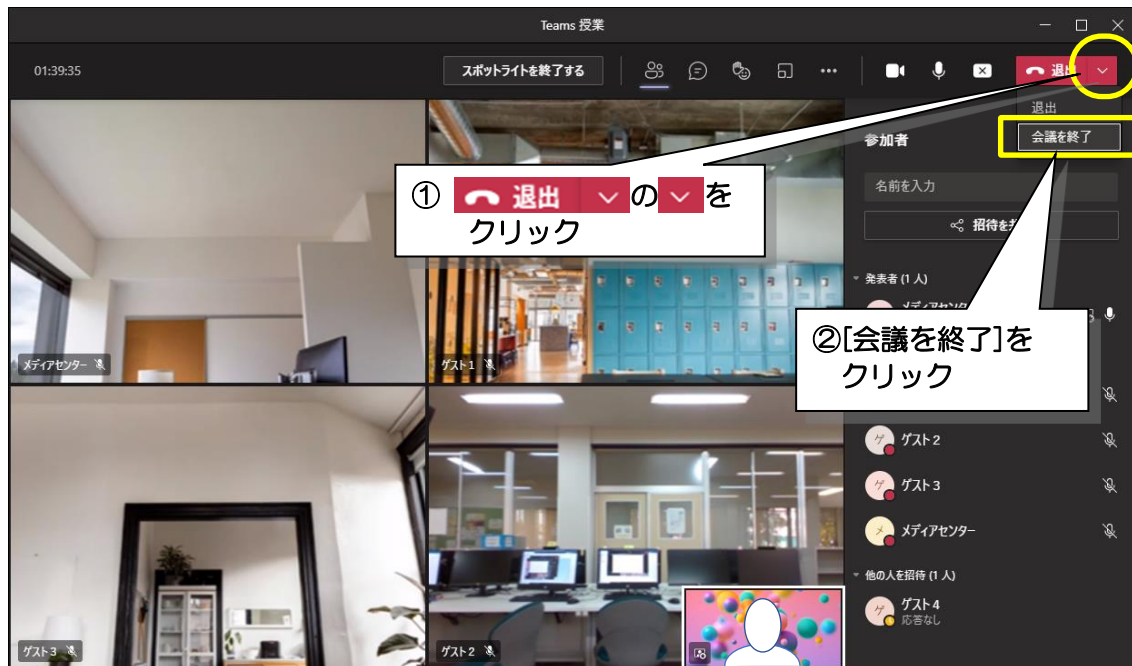 Teams 授業
01:39:35
スポットライトを終了する
退出
退出
会議を終了
参加者
名前を入力
招待を
① 退出 の を
クリック
発表者 (1 人)
②[会議を終了]を
クリック
メディアセンター
ゲスト 1
ゲスト 2
ゲスト 3
メディアセンター
他の人を招待 (1 人)
ゲスト 4
応答なし
ゲスト 3
ゲスト 2